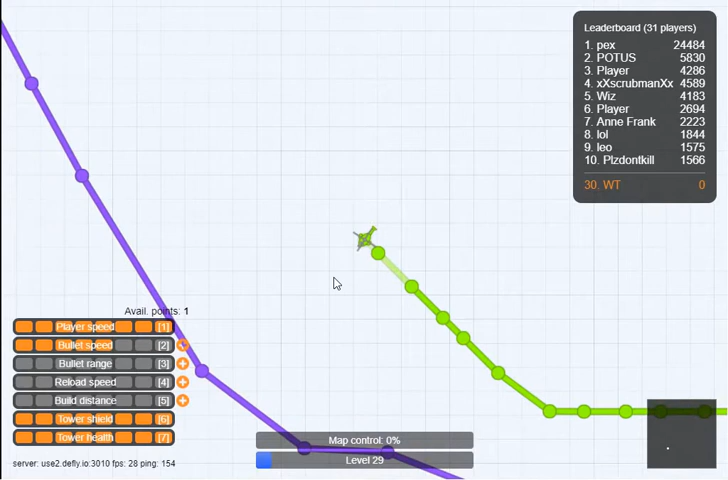 Leaderboard (31 players)
1. pex 24484
2. POTUS 5830
3. Player 4286
4. xXscrubmanXx 4589
5. Wiz 4183
6. Player 2694
7. Anne Frank 2223
8. lol 1844
9. leo 1575
10. Plzdontkill 1566
30. WT 0
Avail. points: 1
Player speed [1]
Bullet speed [2]
Bullet range [3]
Reload speed [4]
Build distance [5]
Tower shield [6]
Tower health [7]
Map control: 0%
Level 29
server: use2.defly.io:3010 fps: 28 ping: 154